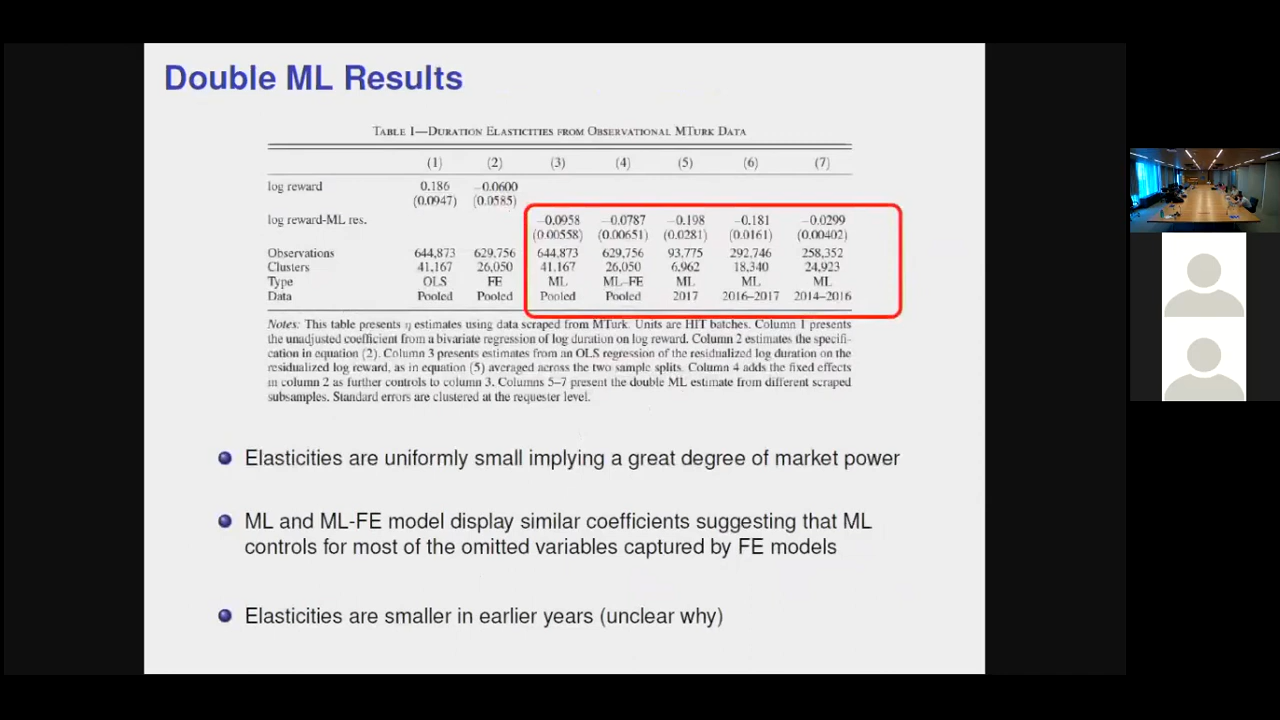 Double ML Results
TABLE 1—DURATION ELASTICITIES FROM OBSERVATIONAL MTURK DATA
(1) (2) (3) (4) (5) (6) (7)
log reward 0.186 −0.0600
(0.0947) (0.0585)
log reward-ML res. −0.0958 −0.0787 −0.198 −0.181 −0.0299
(0.00558) (0.00651) (0.0281) (0.0161) (0.00402)
Observations 644,873 629,756 644,873 629,756 93,775 292,746 258,352
Clusters 41,167 26,050 41,167 26,050 6,962 18,340 24,923
Type OLS FE ML ML-FE ML ML ML
Data Pooled Pooled Pooled Pooled 2017 2016–2017 2014–2016
Notes: This table presents η estimates using data scraped from MTurk. Units are HIT batches. Column 1 presents
the unadjusted coefficient from a bivariate regression of log duration on log reward. Column 2 estimates the specifi-
cation in equation (2). Column 3 presents estimates from an OLS regression of the residualized log duration on the
residualized log reward, as in equation (5) averaged across the two sample splits. Column 4 adds the fixed effects
in column 2 as further controls to column 3. Columns 5–7 present the double ML estimate from different scraped
subsamples. Standard errors are clustered at the requester level.
Elasticities are uniformly small implying a great degree of market power
ML and ML-FE model display similar coefficients suggesting that ML
controls for most of the omitted variables captured by FE models
Elasticities are smaller in earlier years (unclear why)